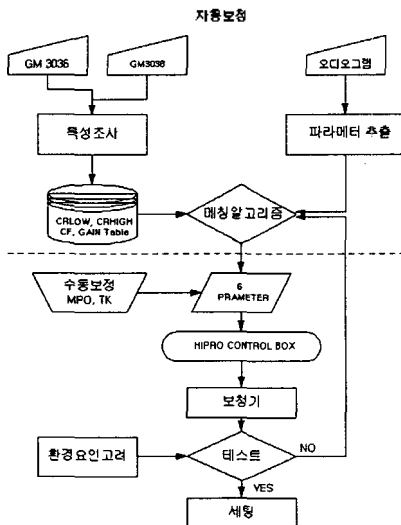 자동보청
GM 3036
GM3038
오디오그램
특성조사
파라메터 추출
CRLOW, CRHIGH
CF, GAIN Table
매칭알고리즘
수동보정
MPO, TK
6
PRAMETER
HIPRO CONTROL BOX
보청기
환경요인고려
테스트
NO
YES
세팅